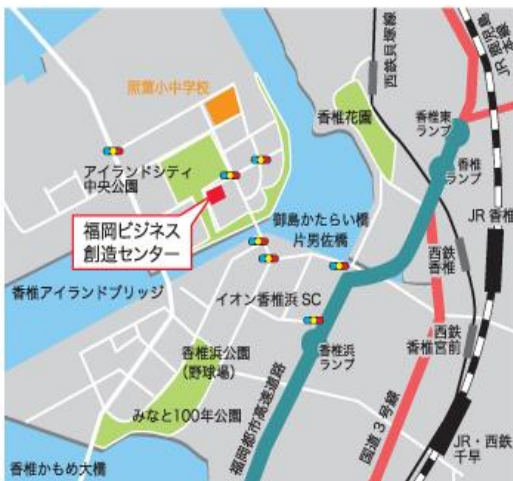 西鉄貝塚線
JR鹿児島
本線
照葉小中学校
香椎花園
香椎東
ランプ
アイランドシティ
中央公園
香椎
ランプ
福岡ビジネス
創造センター
御島かたらい橋
片男佐橋
JR香椎
西鉄
香椎
香椎アイランドブリッジ
イオン香椎浜SC
香椎浜公園
(野球場)
香椎浜
ランプ
西鉄
香椎宮前
みなと100年公園
福岡都市高速道路
国道3号線
JR・西鉄
千早
香椎かもめ大橋